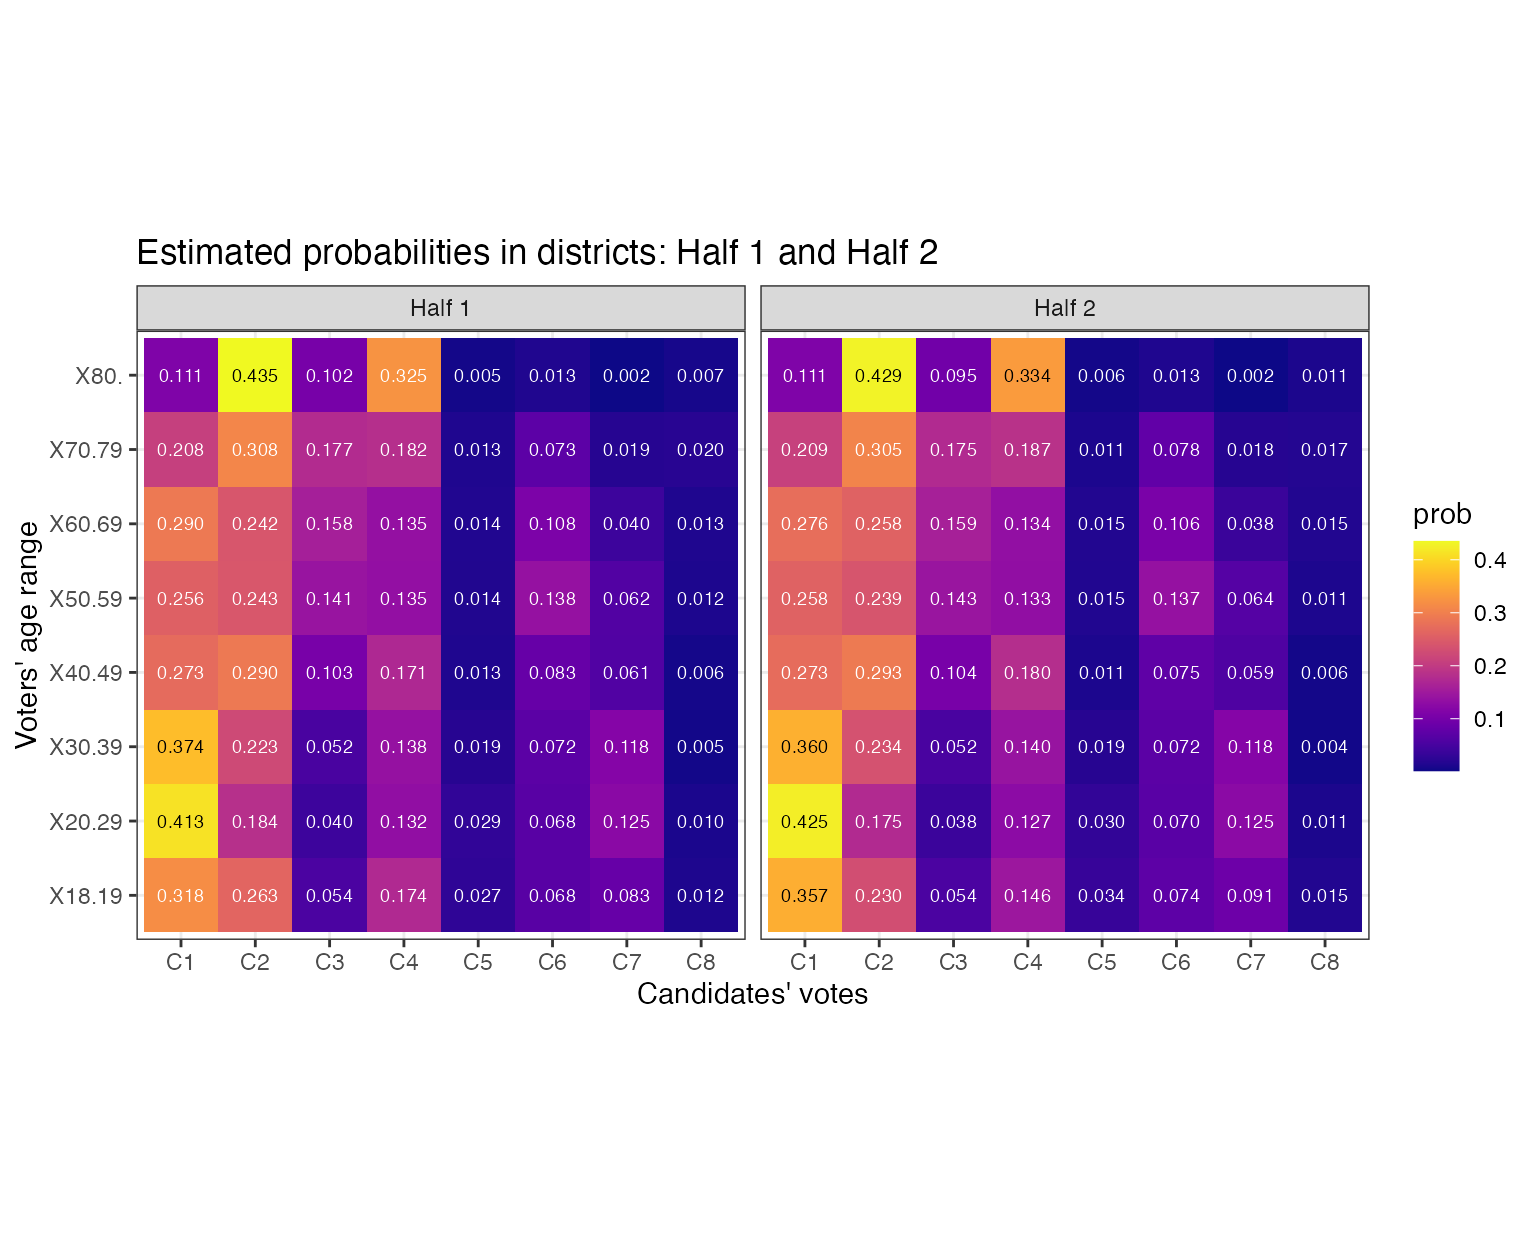 Estimated probabilities in districts: Half 1 and Half 2
Half 1 Half 2
X80. 0.111 0.435 0.102 0.325 0.005 0.013 0.002 0.007 0.111 0.429 0.095 0.334 0.006 0.013 0.002 0.011
X70.79 0.208 0.308 0.177 0.182 0.013 0.073 0.019 0.020 0.209 0.305 0.175 0.187 0.011 0.078 0.018 0.017
X60.69 0.290 0.242 0.158 0.135 0.014 0.108 0.040 0.013 0.276 0.258 0.159 0.134 0.015 0.106 0.038 0.015
X50.59 0.256 0.243 0.141 0.135 0.014 0.138 0.062 0.012 0.258 0.239 0.143 0.133 0.015 0.137 0.064 0.011
X40.49 0.273 0.290 0.103 0.171 0.013 0.083 0.061 0.006 0.273 0.293 0.104 0.180 0.011 0.075 0.059 0.006
X30.39 0.374 0.223 0.052 0.138 0.019 0.072 0.118 0.005 0.360 0.234 0.052 0.140 0.019 0.072 0.118 0.004
X20.29 0.413 0.184 0.040 0.132 0.029 0.068 0.125 0.010 0.425 0.175 0.038 0.127 0.030 0.070 0.125 0.011
X18.19 0.318 0.263 0.054 0.174 0.027 0.068 0.083 0.012 0.357 0.230 0.054 0.146 0.034 0.074 0.091 0.015
C1 C2 C3 C4 C5 C6 C7 C8 C1 C2 C3 C4 C5 C6 C7 C8
Candidates' votes
Voters' age range
prob
0.4
0.3
0.2
0.1